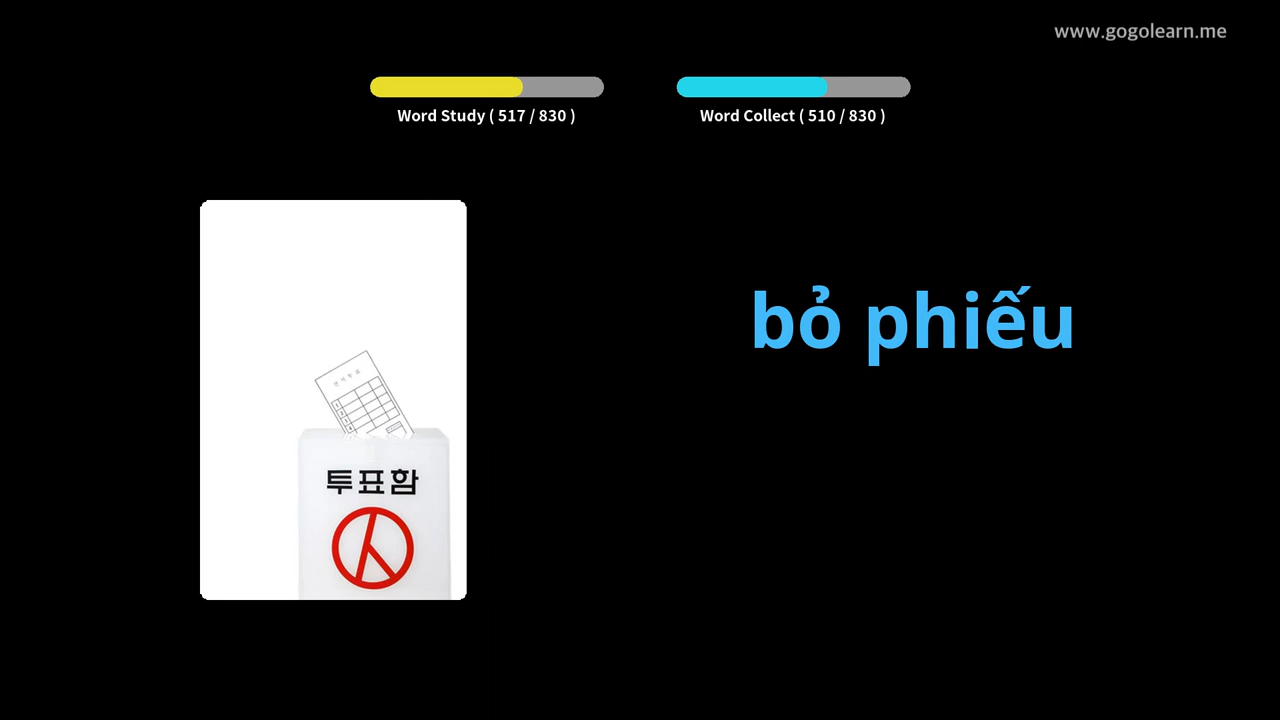 www.gogolearn.me
Word Study ( 517 / 830 )
Word Collect ( 510 / 830 )
bỏ phiếu
투표함